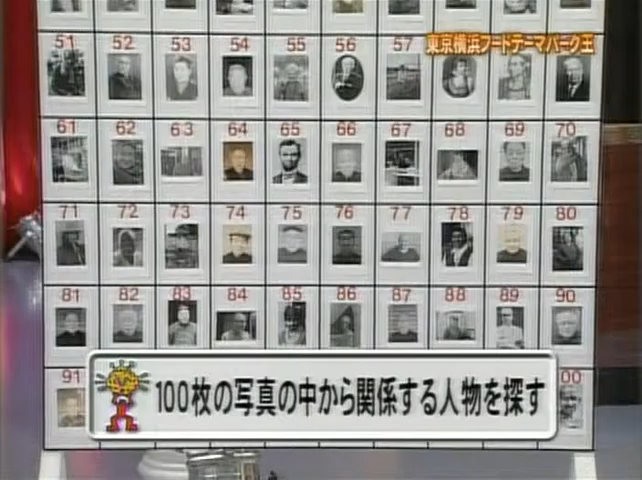 東京横浜フードテーマパーク王
51 52 53 54 55 56 57
61 62 63 64 65 66 67 68 69 70
71 72 73 74 75 76 77 78 79 80
81 82 83 84 85 86 87 88 89 90
91 00
100枚の写真の中から関係する人物を探す